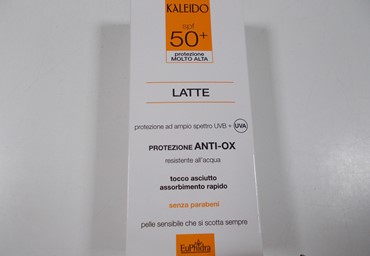 KALEIDO
spf
50+
protezione
MOLTO ALTA
LATTE
protezione ad ampio spettro UVB + UVA
PROTEZIONE ANTI-OX
resistente all'acqua
tocco asciutto
assorbimento rapido
senza parabeni
pelle sensibile che si scotta sempre
EuPhidra